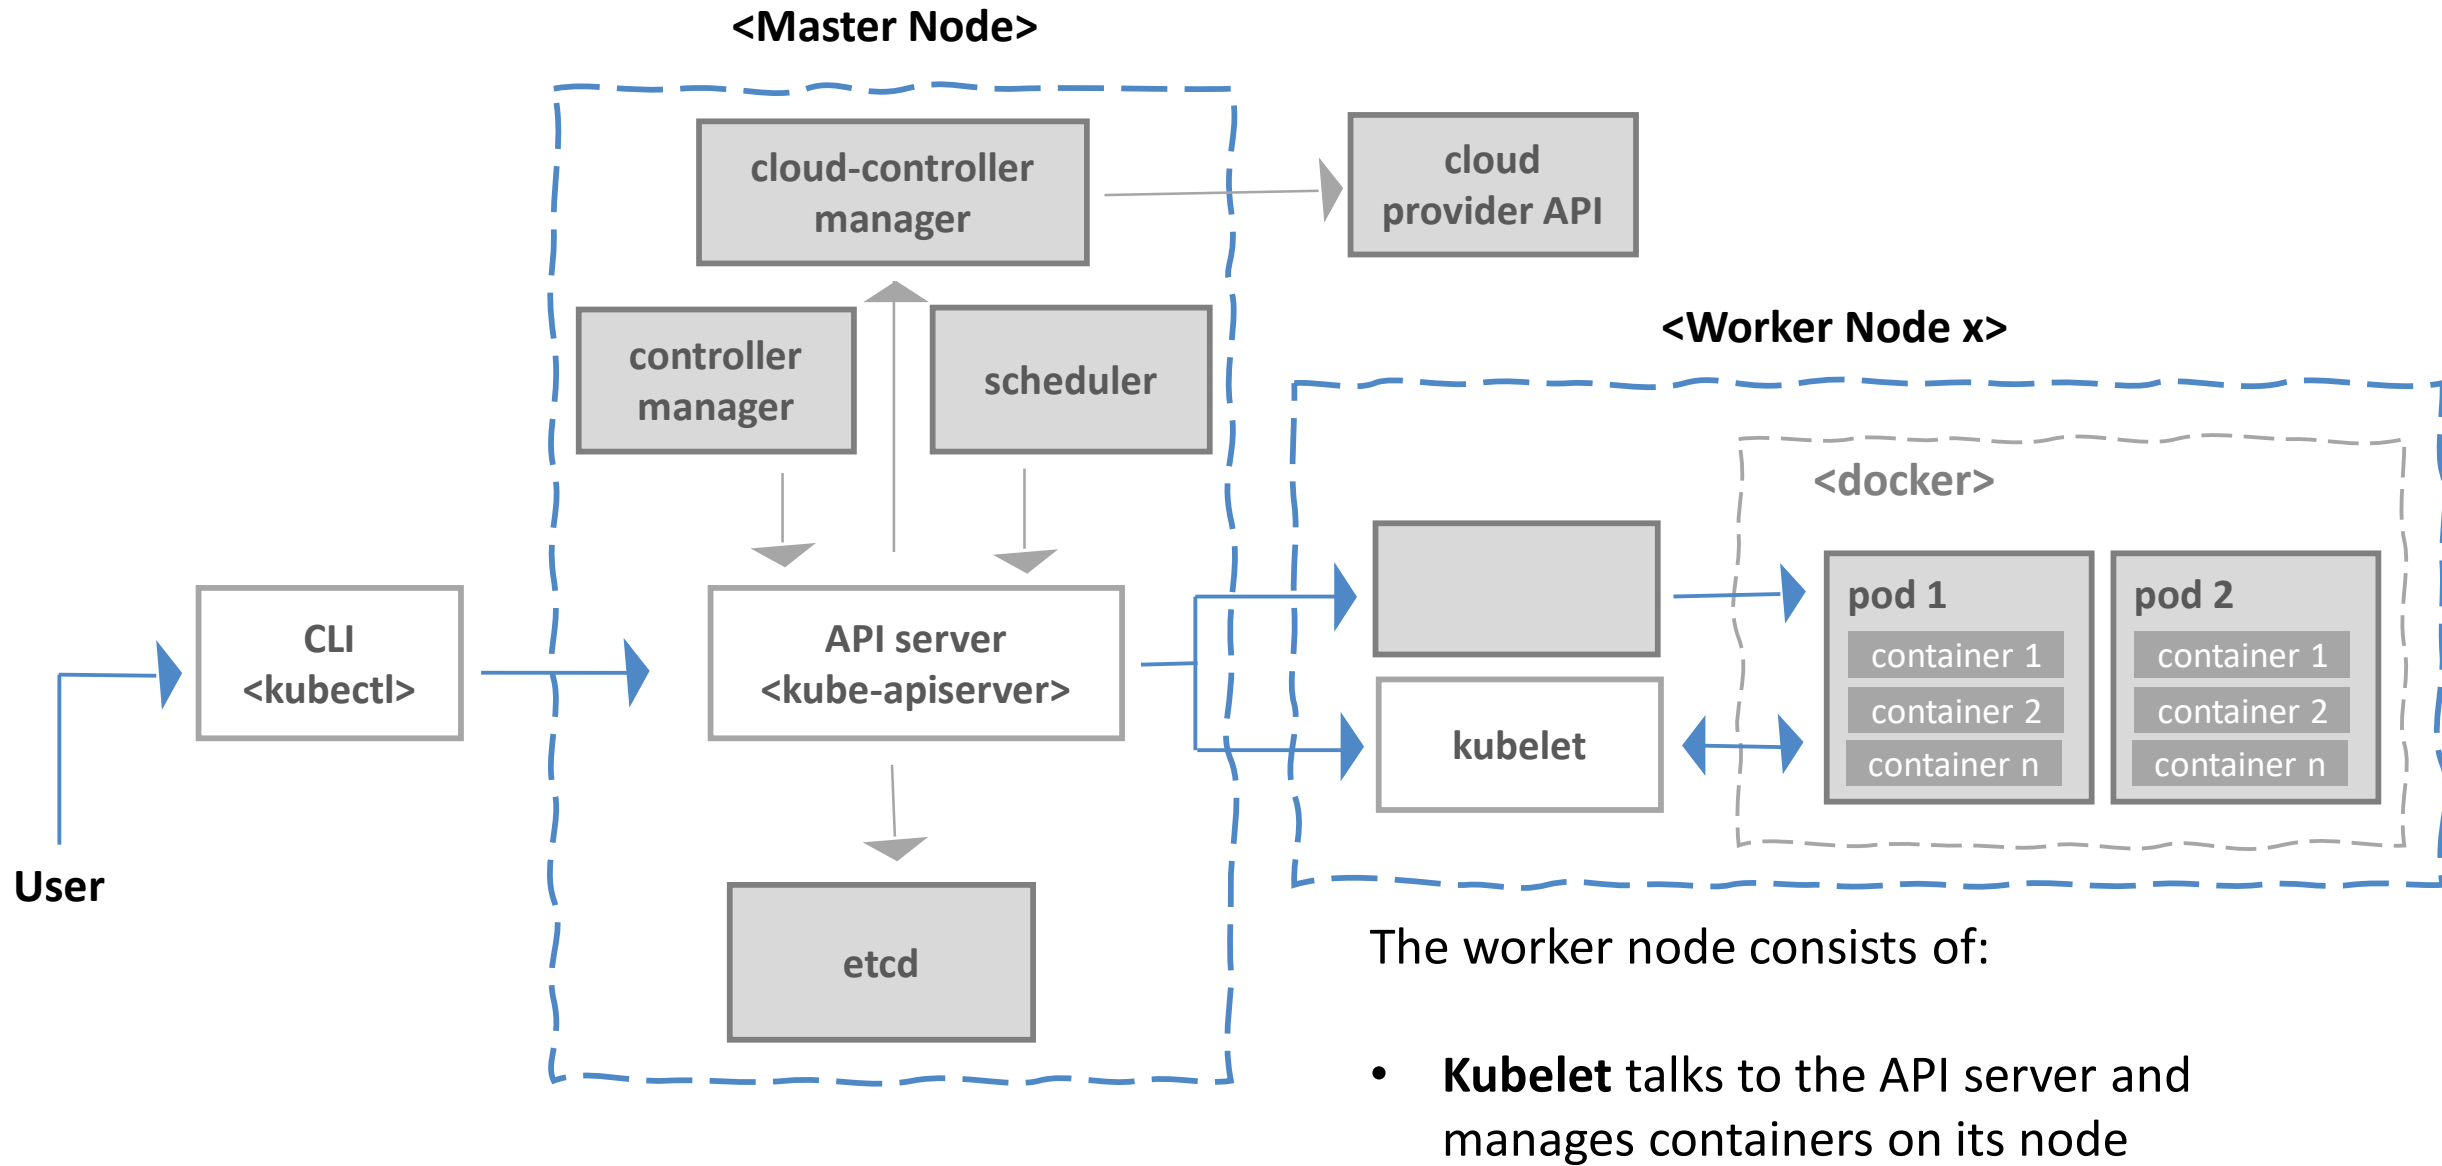 <Master Node>
cloud-controller
manager
cloud
provider API
controller
manager
scheduler
<Worker Node x>
<docker>
CLI
<kubectl>
API server
<kube-apiserver>
kubelet
pod 1
container 1
container 2
container n
pod 2
container 1
container 2
container n
User
etcd
The worker node consists of:
• Kubelet talks to the API server and
manages containers on its node